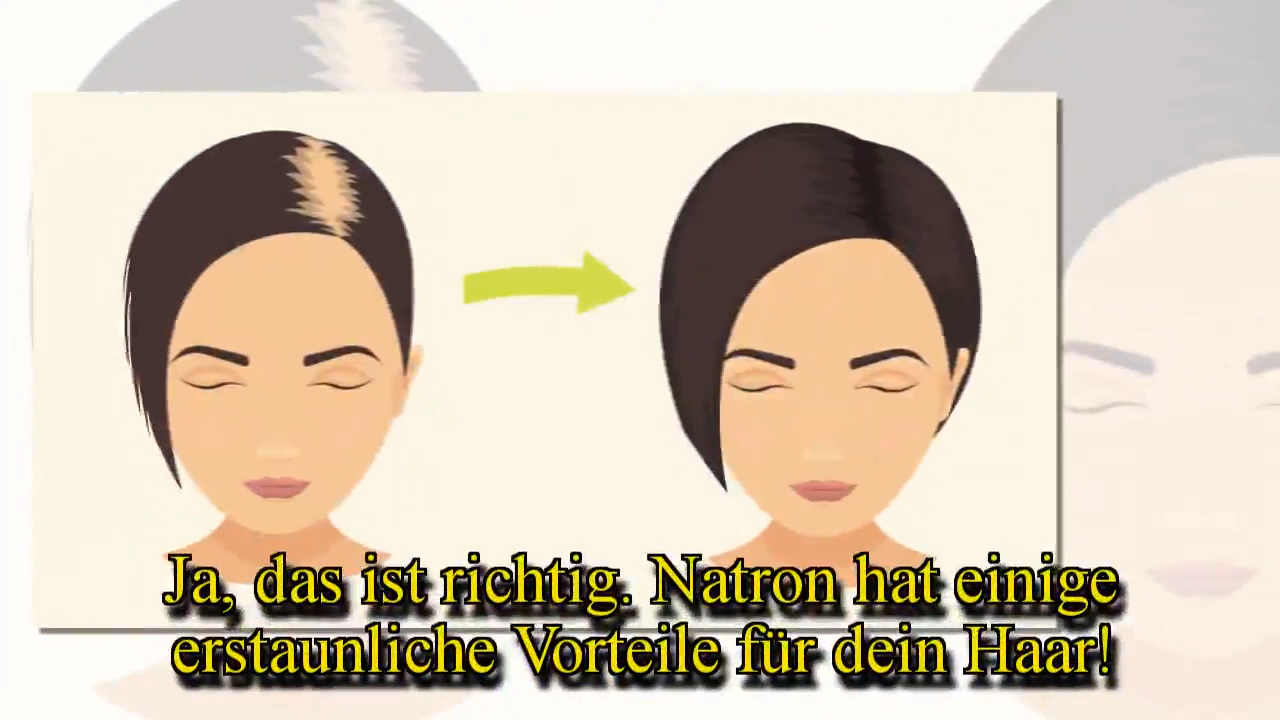 Ja, das ist richtig. Natron hat einige
erstaunliche Vorteile für dein Haar!